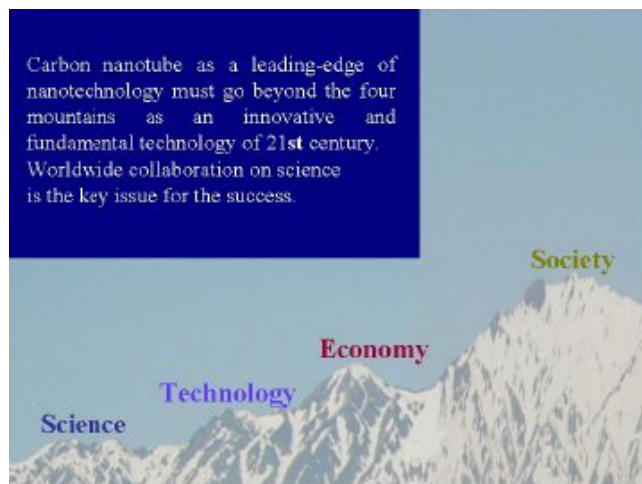 Carbon nanotube as a leading-edge of
nanotechnology must go beyond the four
mountains as an innovative and
fundamental technology of 21st century.
Worldwide collaboration on science
is the key issue for the success.
Society
Economy
Technology
Science